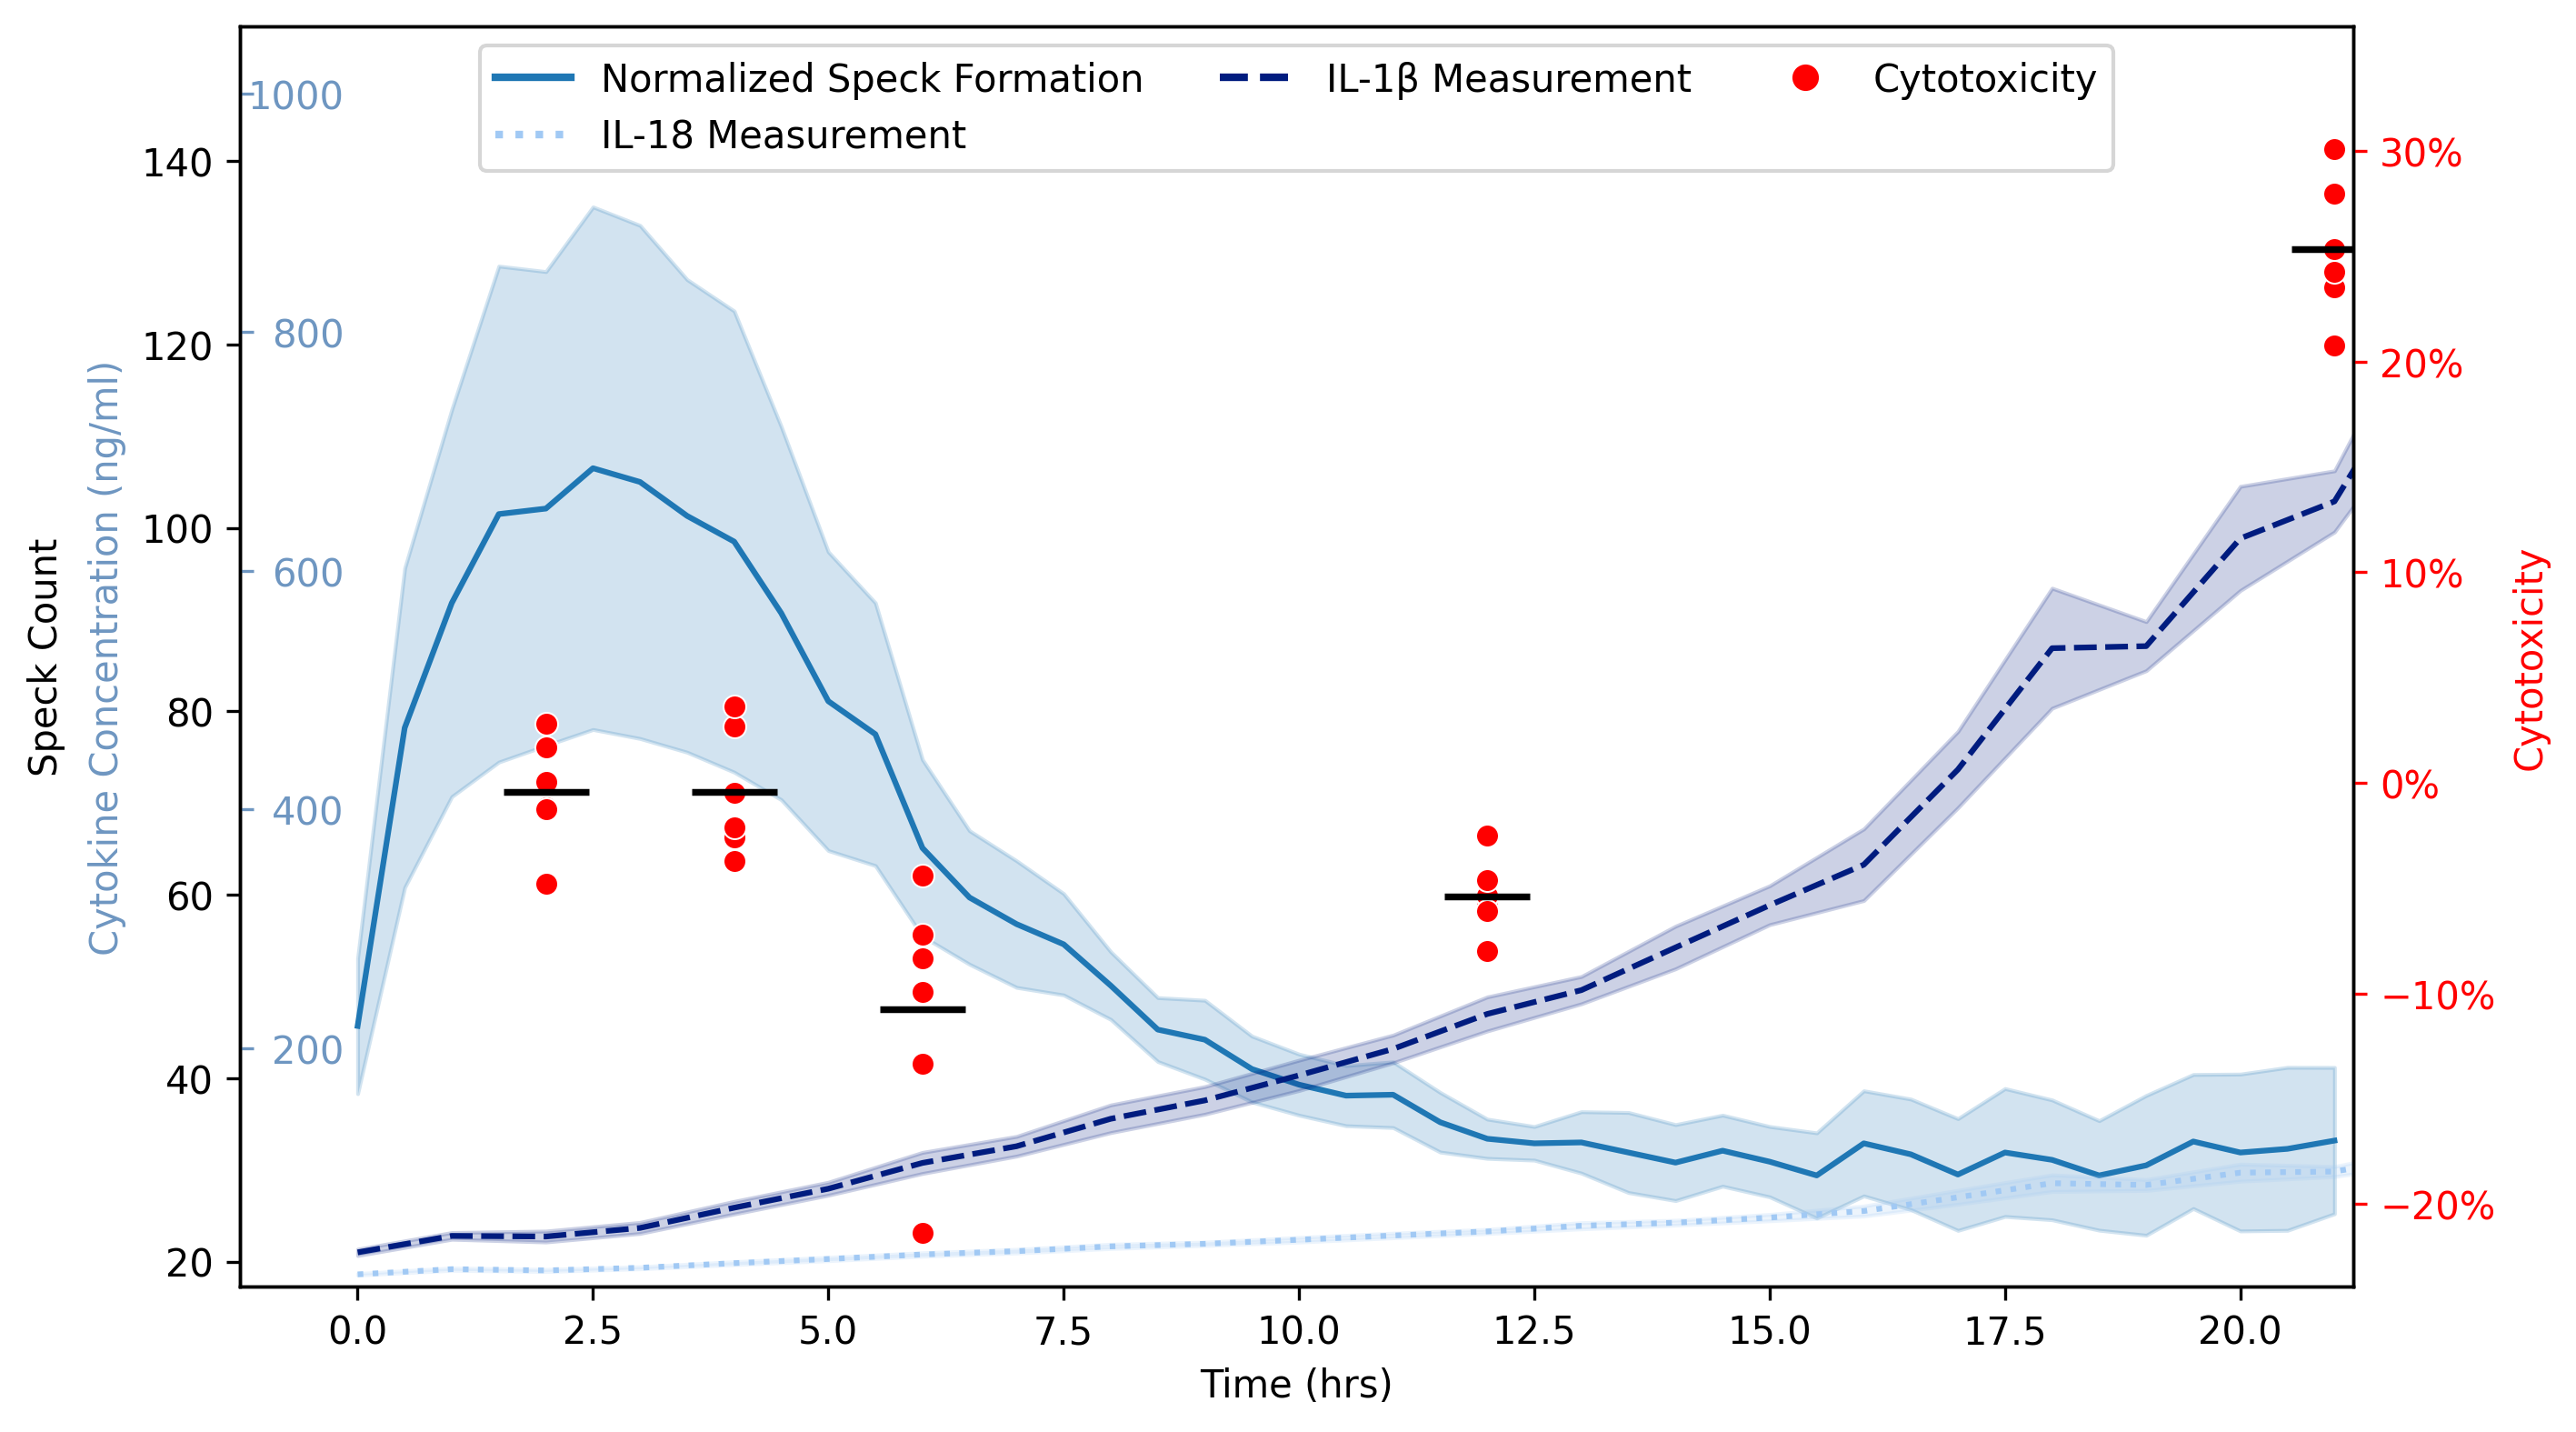 Normalized Speck Formation
IL-18 Measurement
IL-1β Measurement
Cytotoxicity
Speck Count
Cytokine Concentration (ng/ml)
140
120
100
80
60
40
20
1000
800
600
400
200
30%
20%
10%
0%
−10%
−20%
Cytotoxicity
0.0 2.5 5.0 7.5 10.0 12.5 15.0 17.5 20.0
Time (hrs)